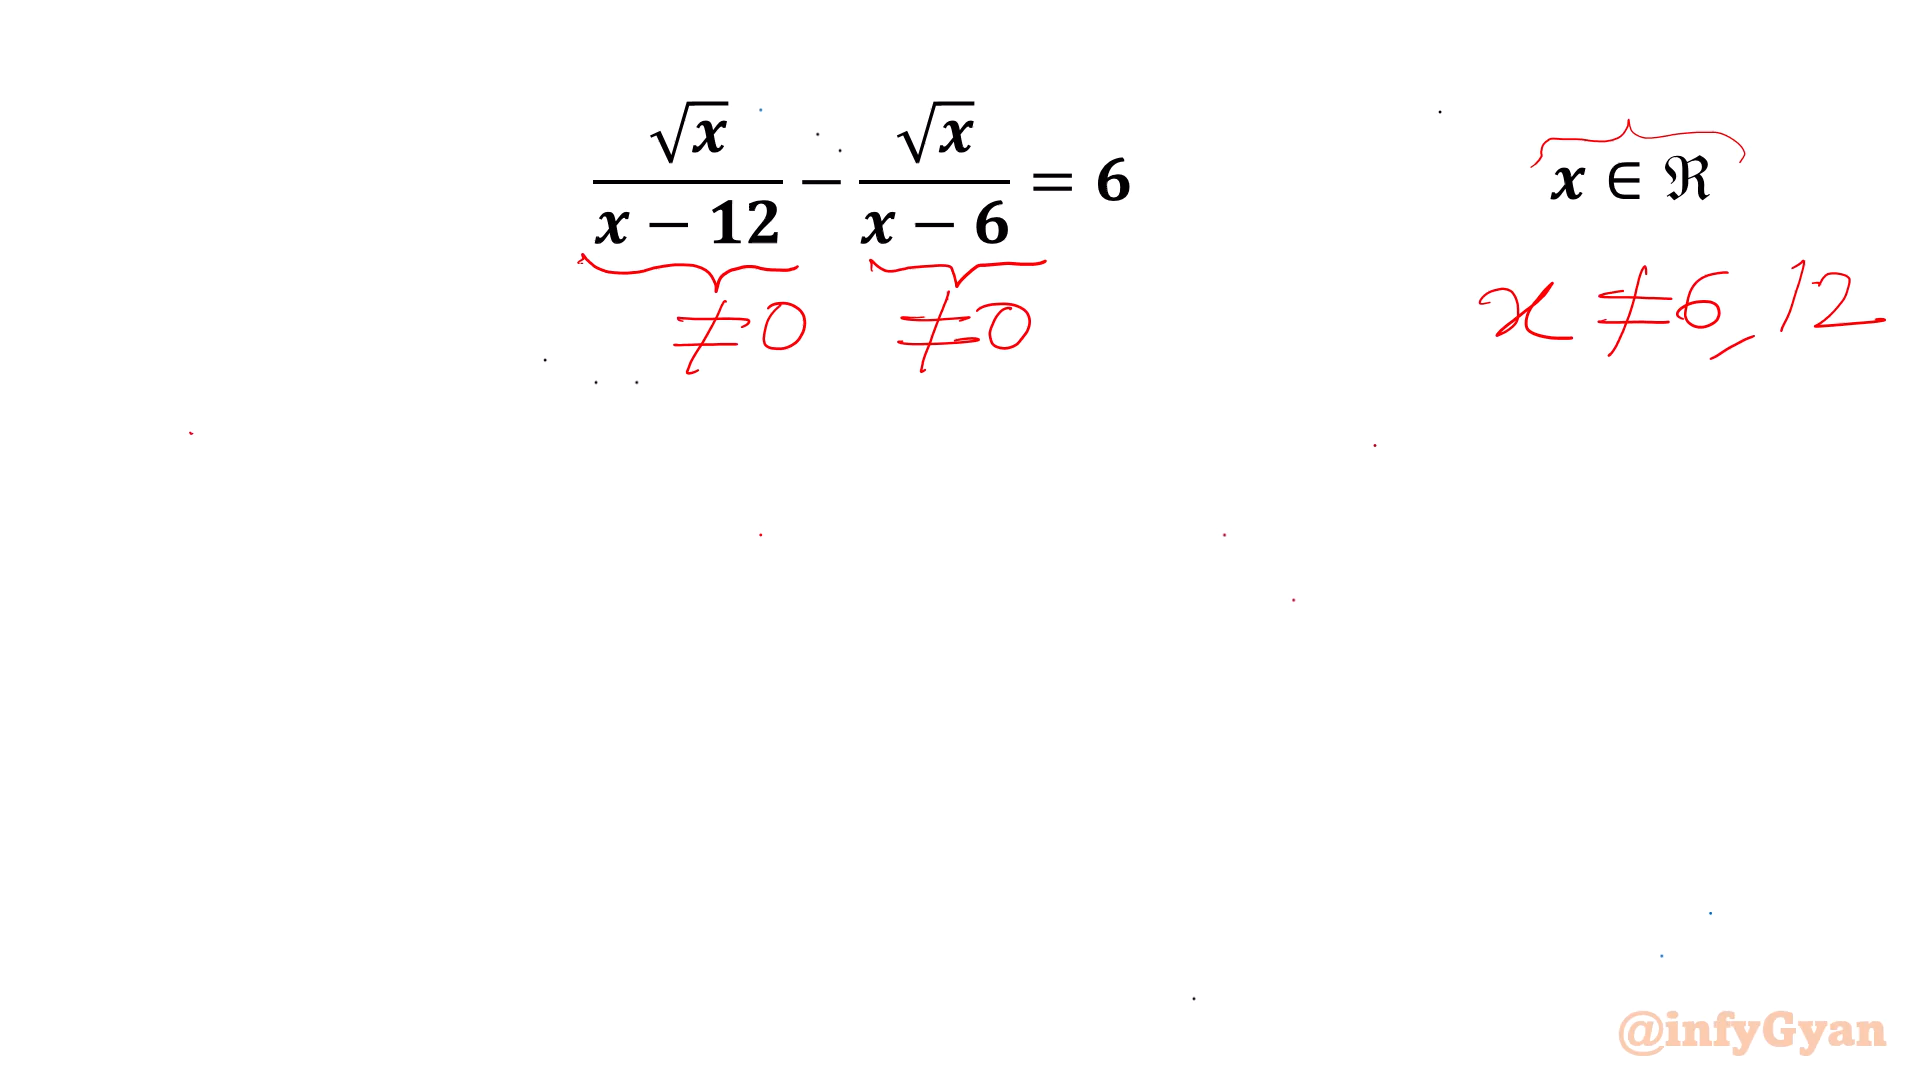 √x / (x − 12) − √x / (x − 6) = 6
x ∈ ℜ
≠0 ≠0
x ≠ 6, 12
@infyGyan